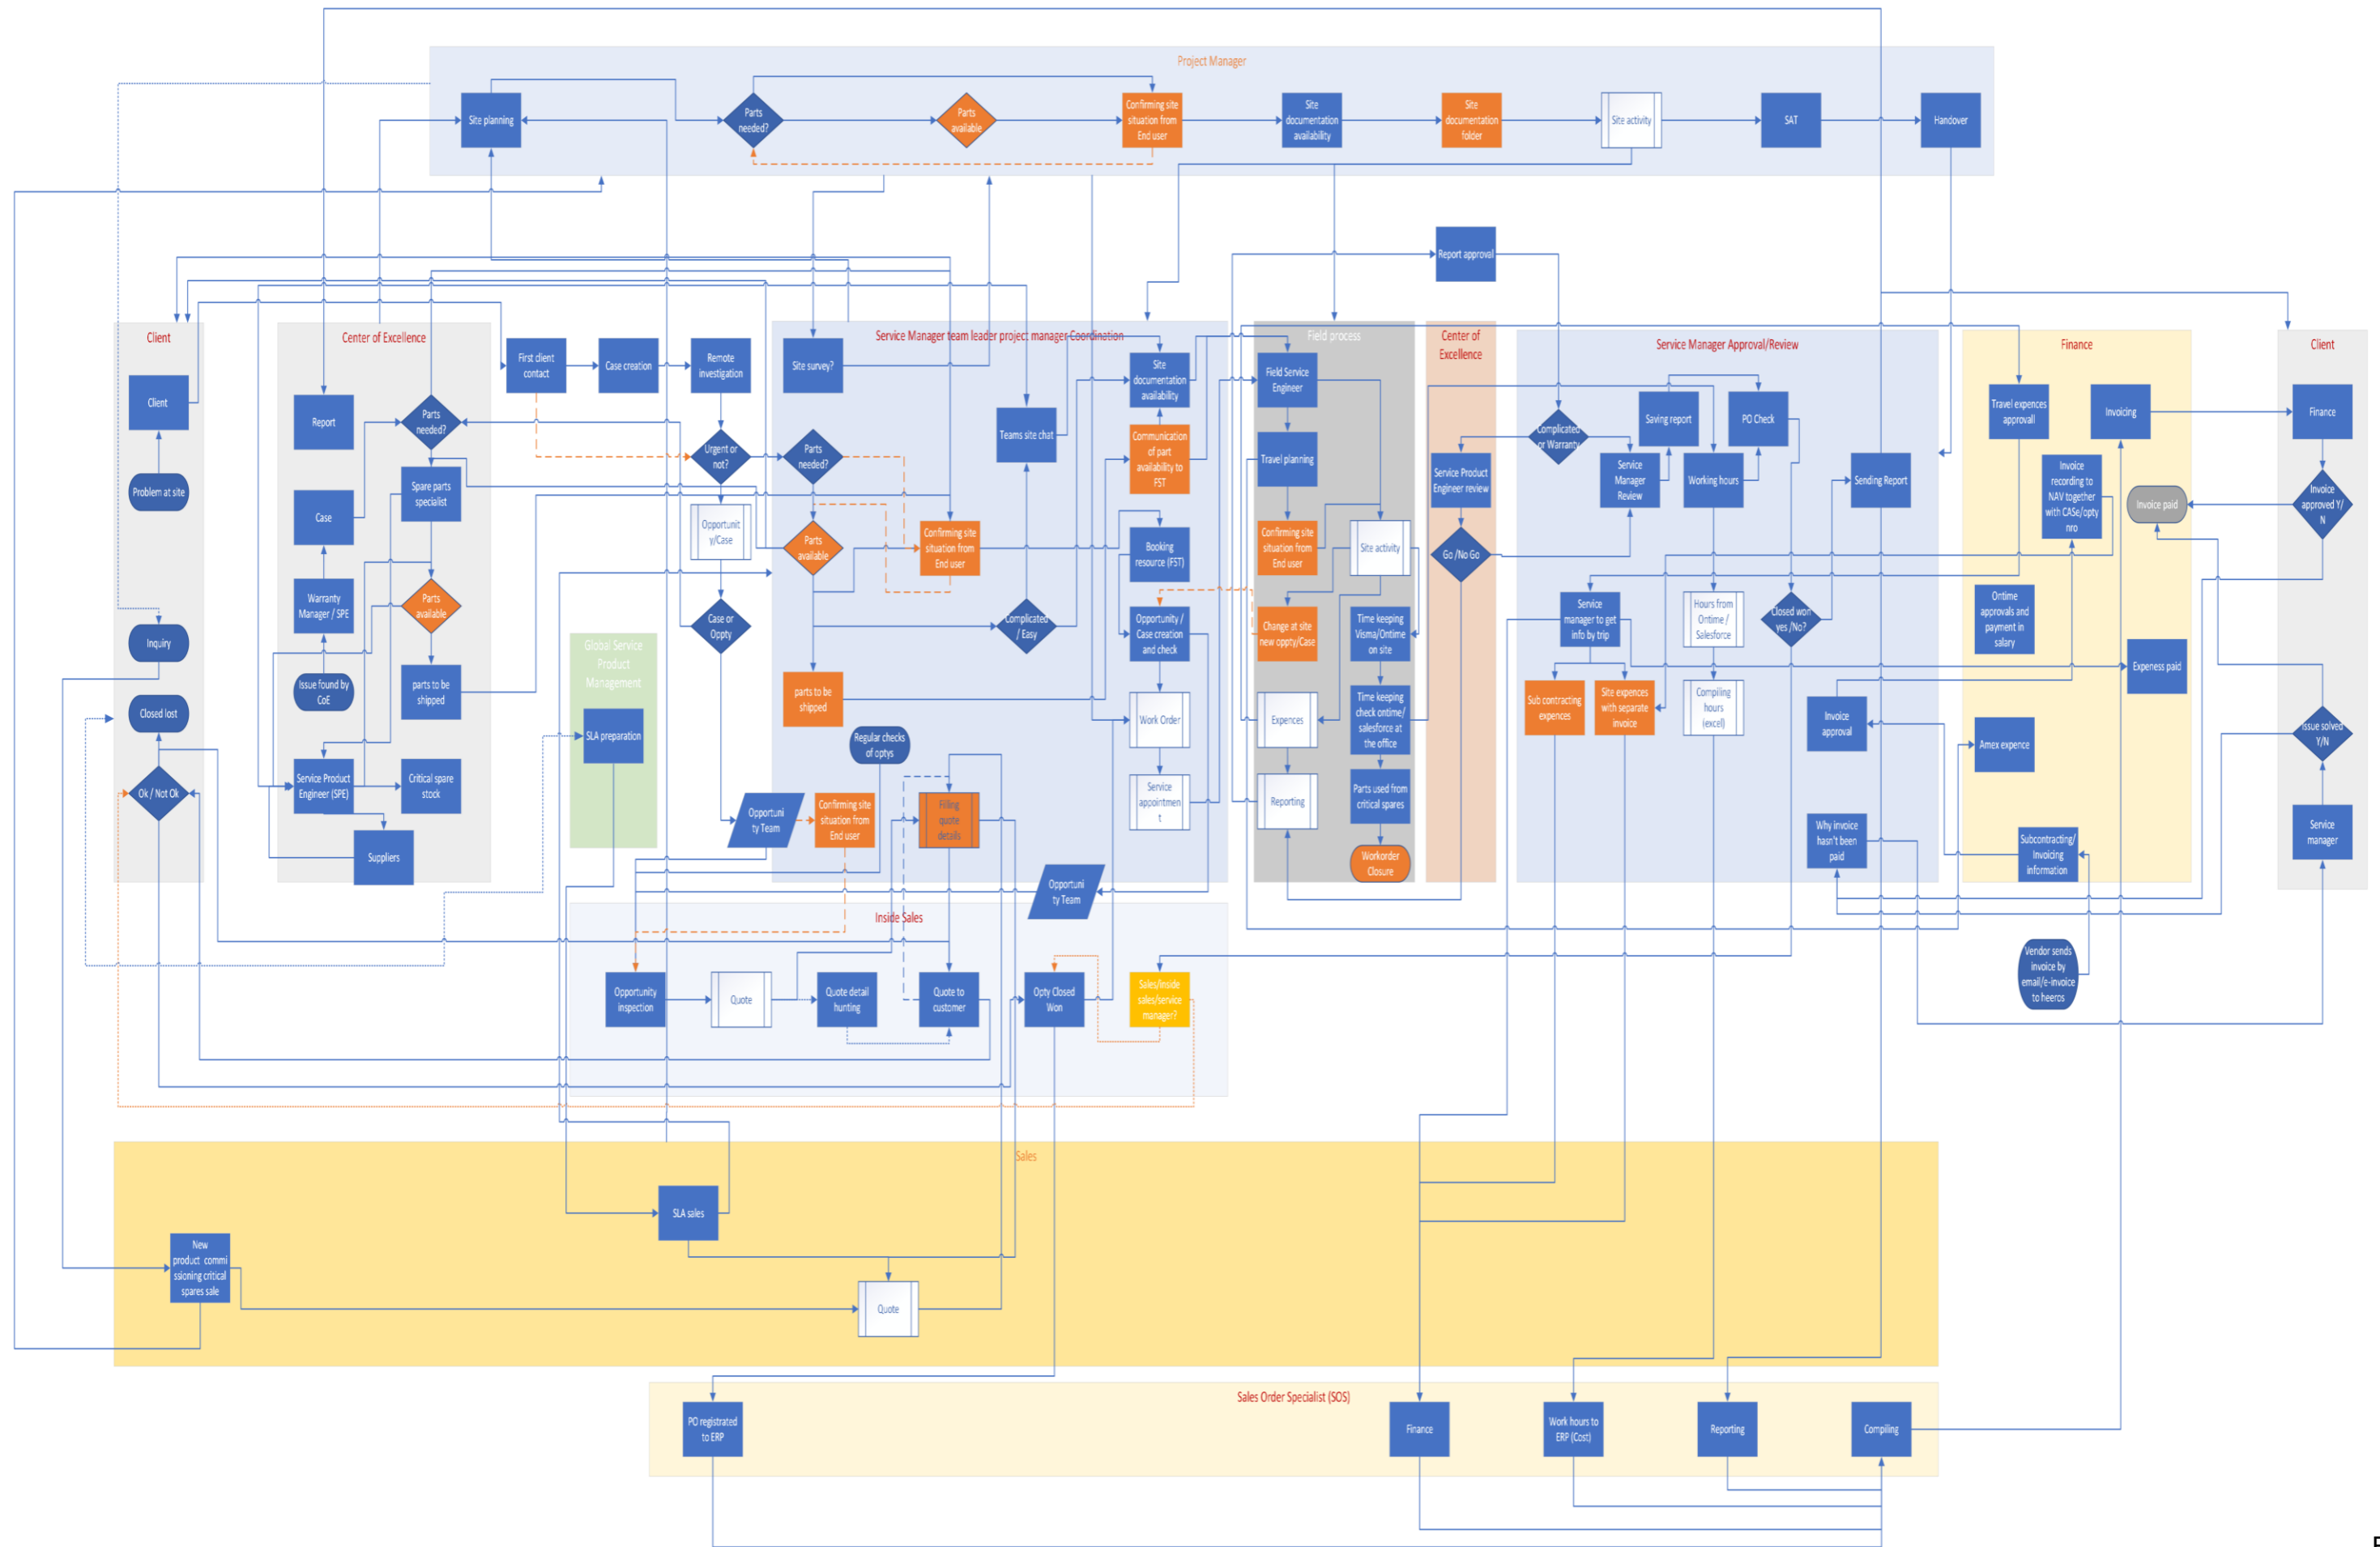 Project Manager
Site planning
Parts
needed?
Parts
available
Confirming site
situation from
End user
Site
documentation
availability
Site
documentation
folder
Site activity
SAT
Handover
Report approval
Client
Client
Problem at site
Inquiry
Closed lost
Ok / Not Ok
Center of Excellence
Report
Parts
needed?
Case
Spare parts
specialist
Warranty
Manager / SPE
Parts
available
Issue found by
CoE
parts to be
shipped
Service Product
Engineer (SPE)
Critical spare
stock
Suppliers
First client
contact
Case creation
Remote
investigation
Urgent or
not?
Opportunit
y/Case
Case or
Oppty
Global Service
Product
Management
SLA preparation
Service Manager team leader project manager Coordination
Site survey?
Parts
needed?
Parts
available
parts to be
shipped
Regular checks
of optys
Opportuni
ty Team
Confirming site
situation from
End user
Filling
quote
details
Confirming site
situation from
End user
Teams site chat
Complicated
/ Easy
Site
documentation
availability
Communication
of part
availability to
FST
Booking
resource (FST)
Opportunity /
Case creation
and check
Work Order
Service
appointmen
t
Opportuni
ty Team
Field process
Field Service
Engineer
Travel planning
Confirming site
situation from
End user
Site activity
Change at site
new oppty/Case
Time keeping
Visma/Ontime
on site
Expences
Time keeping
check ontime/
salesforce at
the office
Reporting
Parts used from
critical spares
Workorder
Closure
Center of
Excellence
Service Product
Engineer review
Go /No Go
Service Manager Approval/Review
Complicated
or Warranty
Saving report
PO Check
Service
Manager
Review
Working hours
Sending Report
Service
manager to get
info by trip
Hours from
Ontime /
Salesforce
Closed won
yes /No?
Sub contracting
expences
Site expences
with separate
invoice
Compiling
hours
(excel)
Invoice
approval
Why invoice
hasn't been
paid
Finance
Travel expences
approvall
Invoicing
Invoice
recording to
NAV together
with CASe/opty
nro
Invoice paid
Ontime
approvals and
payment in
salary
Expeness paid
Amex expence
Subcontracting/
Invoicing
information
Vendor sends
invoice by
email/e-invoice
to heeros
Client
Finance
Invoice
approved Y/
N
Issue solved
Y/N
Service
manager
Inside Sales
Opportunity
inspection
Quote
Quote detail
hunting
Quote to
customer
Opty Closed
Won
Sales/inside
sales/service
manager?
Sales
SLA sales
New
product commi
ssioning critical
spares sale
Quote
Sales Order Specialist (SOS)
PO registrated
to ERP
Finance
Work hours to
ERP (Cost)
Reporting
Compiling